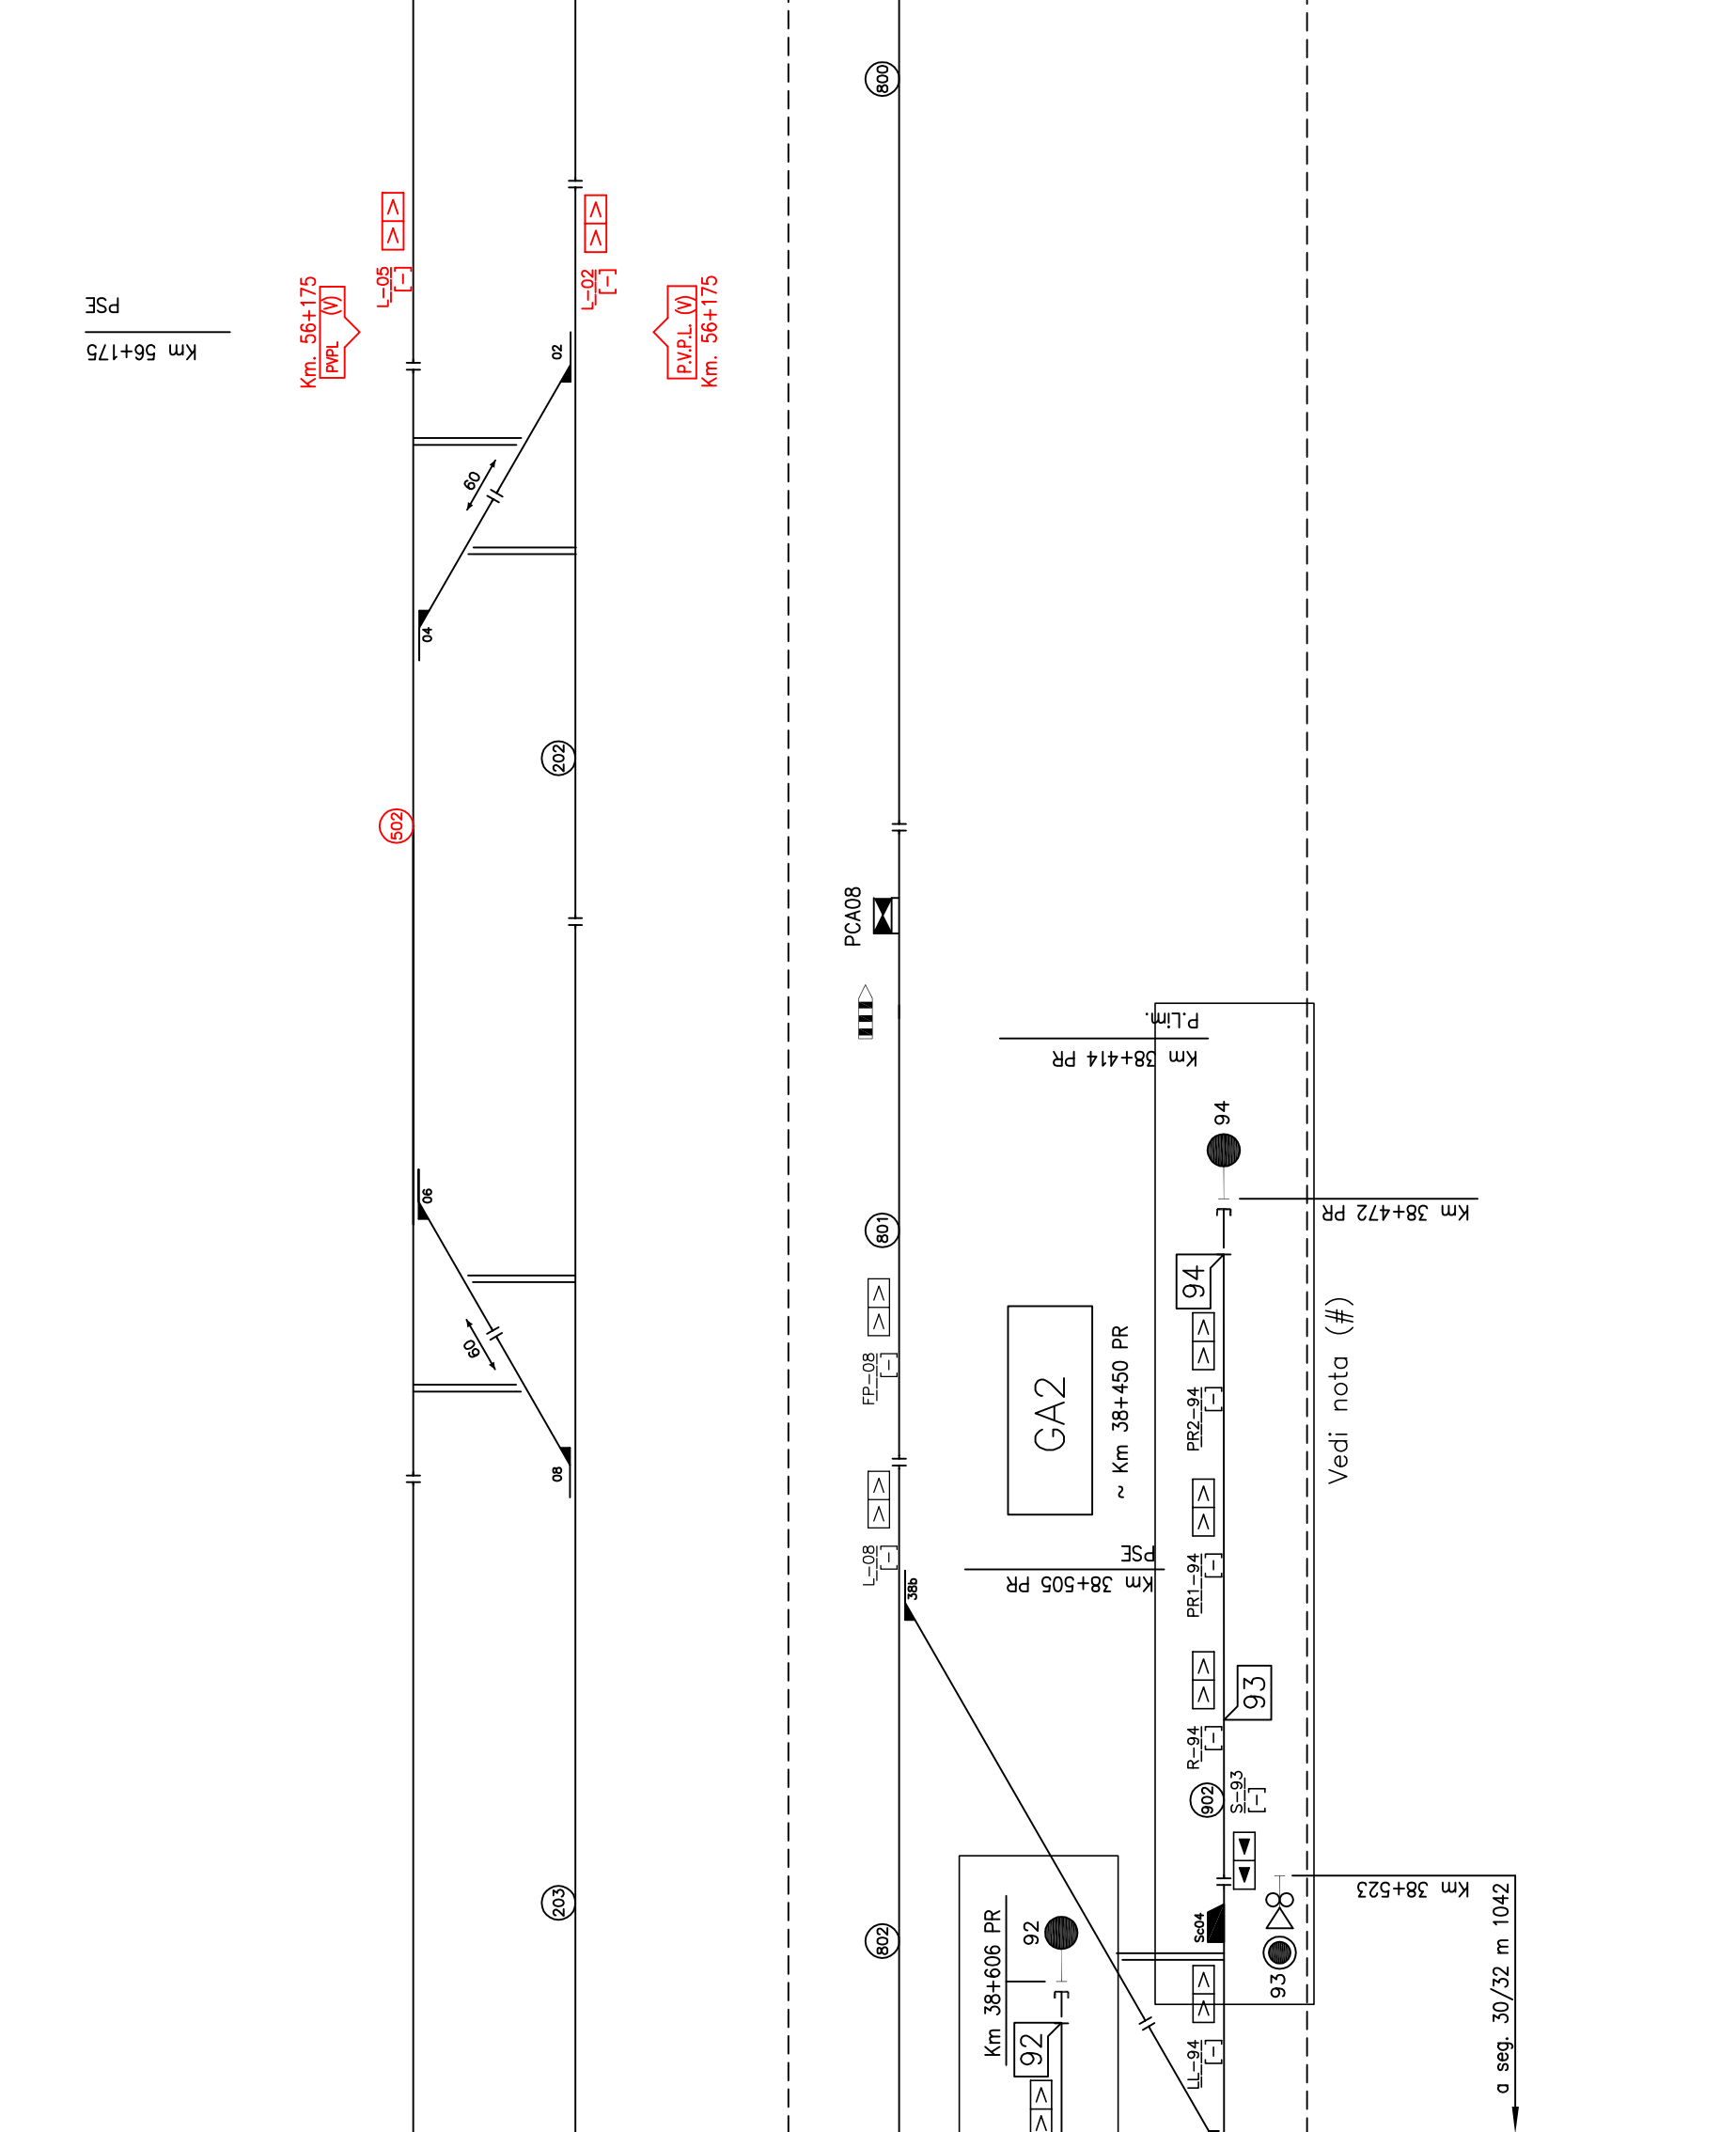 800
PSE
Km 56+175
Km. 56+175
PVPL (V)
L-05
[-]
L-02
[-]
P.V.P.L. (V)
Km. 56+175
02
60
04
202
502
PCA08
P.Lim.
Km 38+414 PR
94
06
Km 38+472 PR
801
94
60
FP-08
[-]
GA2
~ Km 38+450 PR
PR2-94
[-]
Vedi nota (#)
08
L-08
[-]
PSE
Km 38+505 PR
38b
PR1-94
[-]
93
R-94
[-]
902
S-93
[-]
203
802
Km 38+606 PR
92
Sc04
Km 38+523
93
92
LL-94
[-]
a seg. 30/32 m 1042